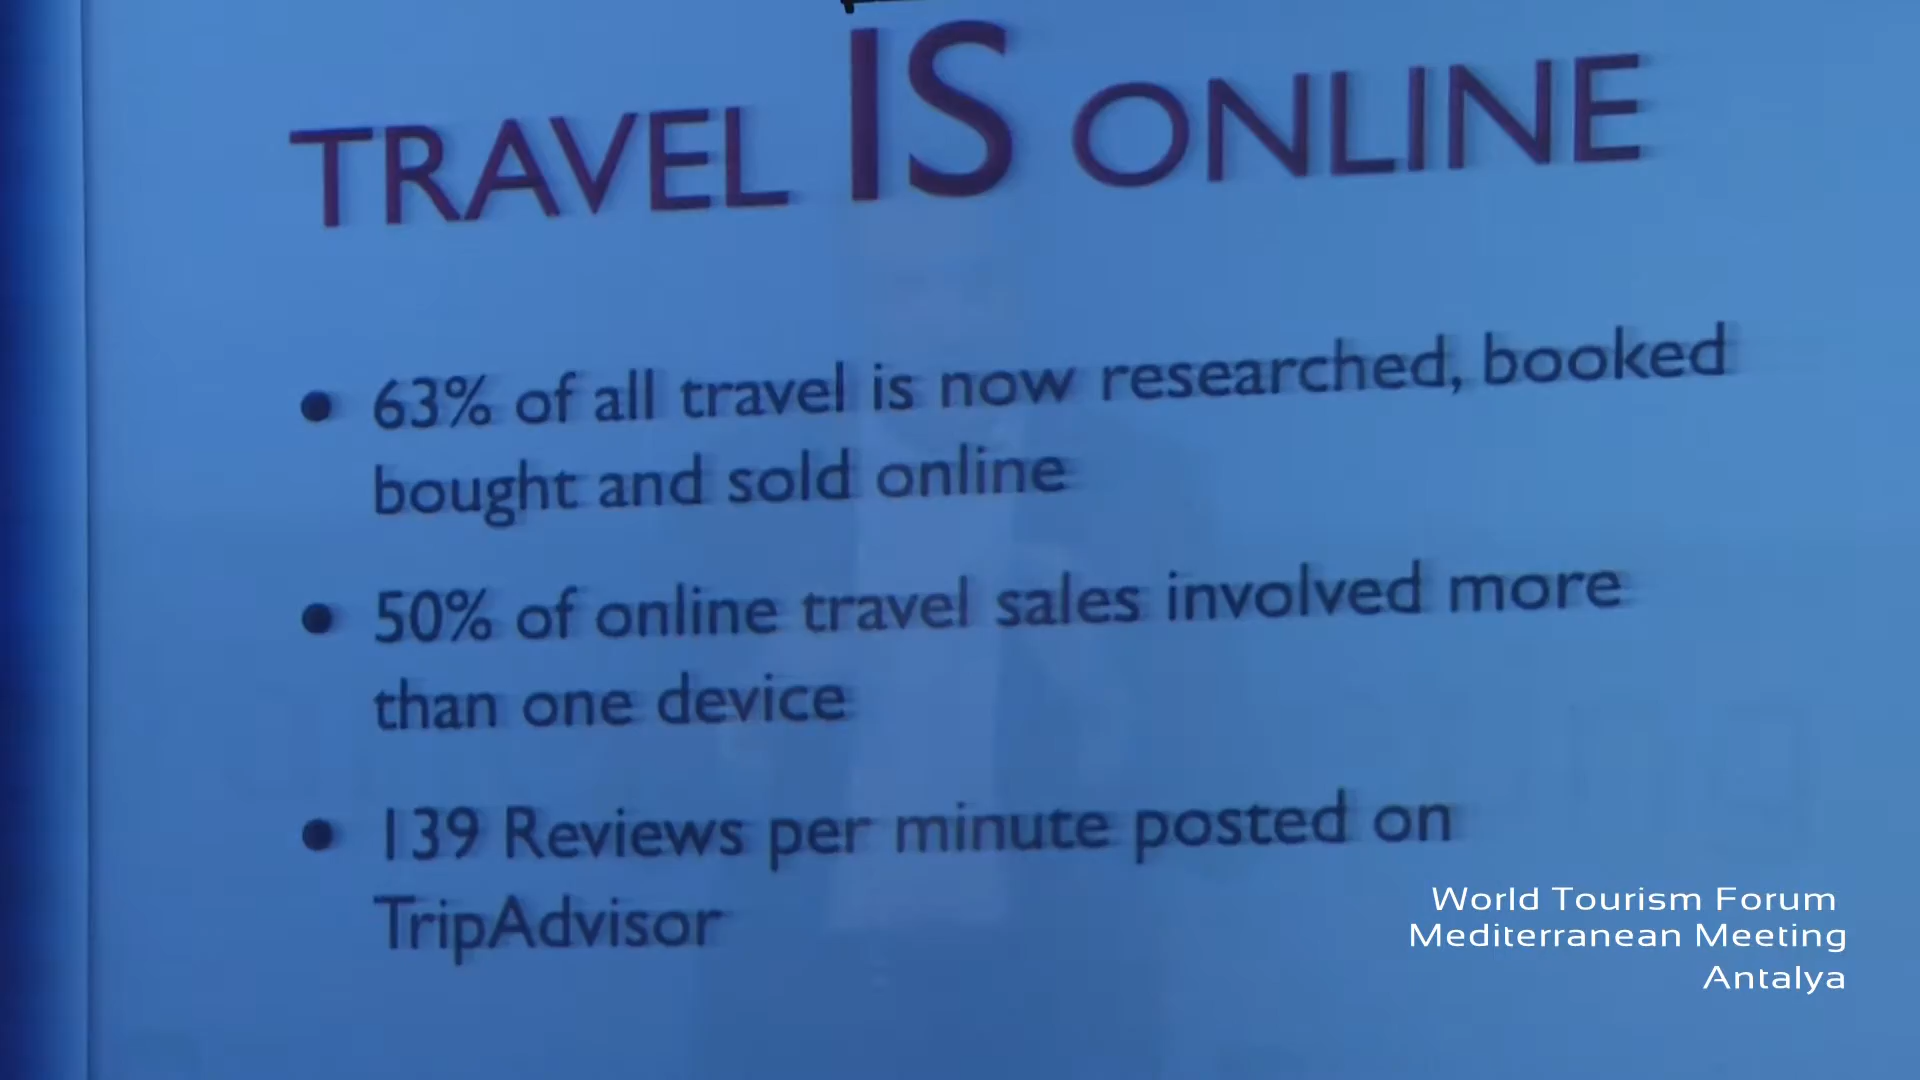 TRAVEL IS ONLINE
• 63% of all travel is now researched, booked
bought and sold online
• 50% of online travel sales involved more
than one device
• 139 Reviews per minute posted on
TripAdvisor
World Tourism Forum
Mediterranean Meeting
Antalya